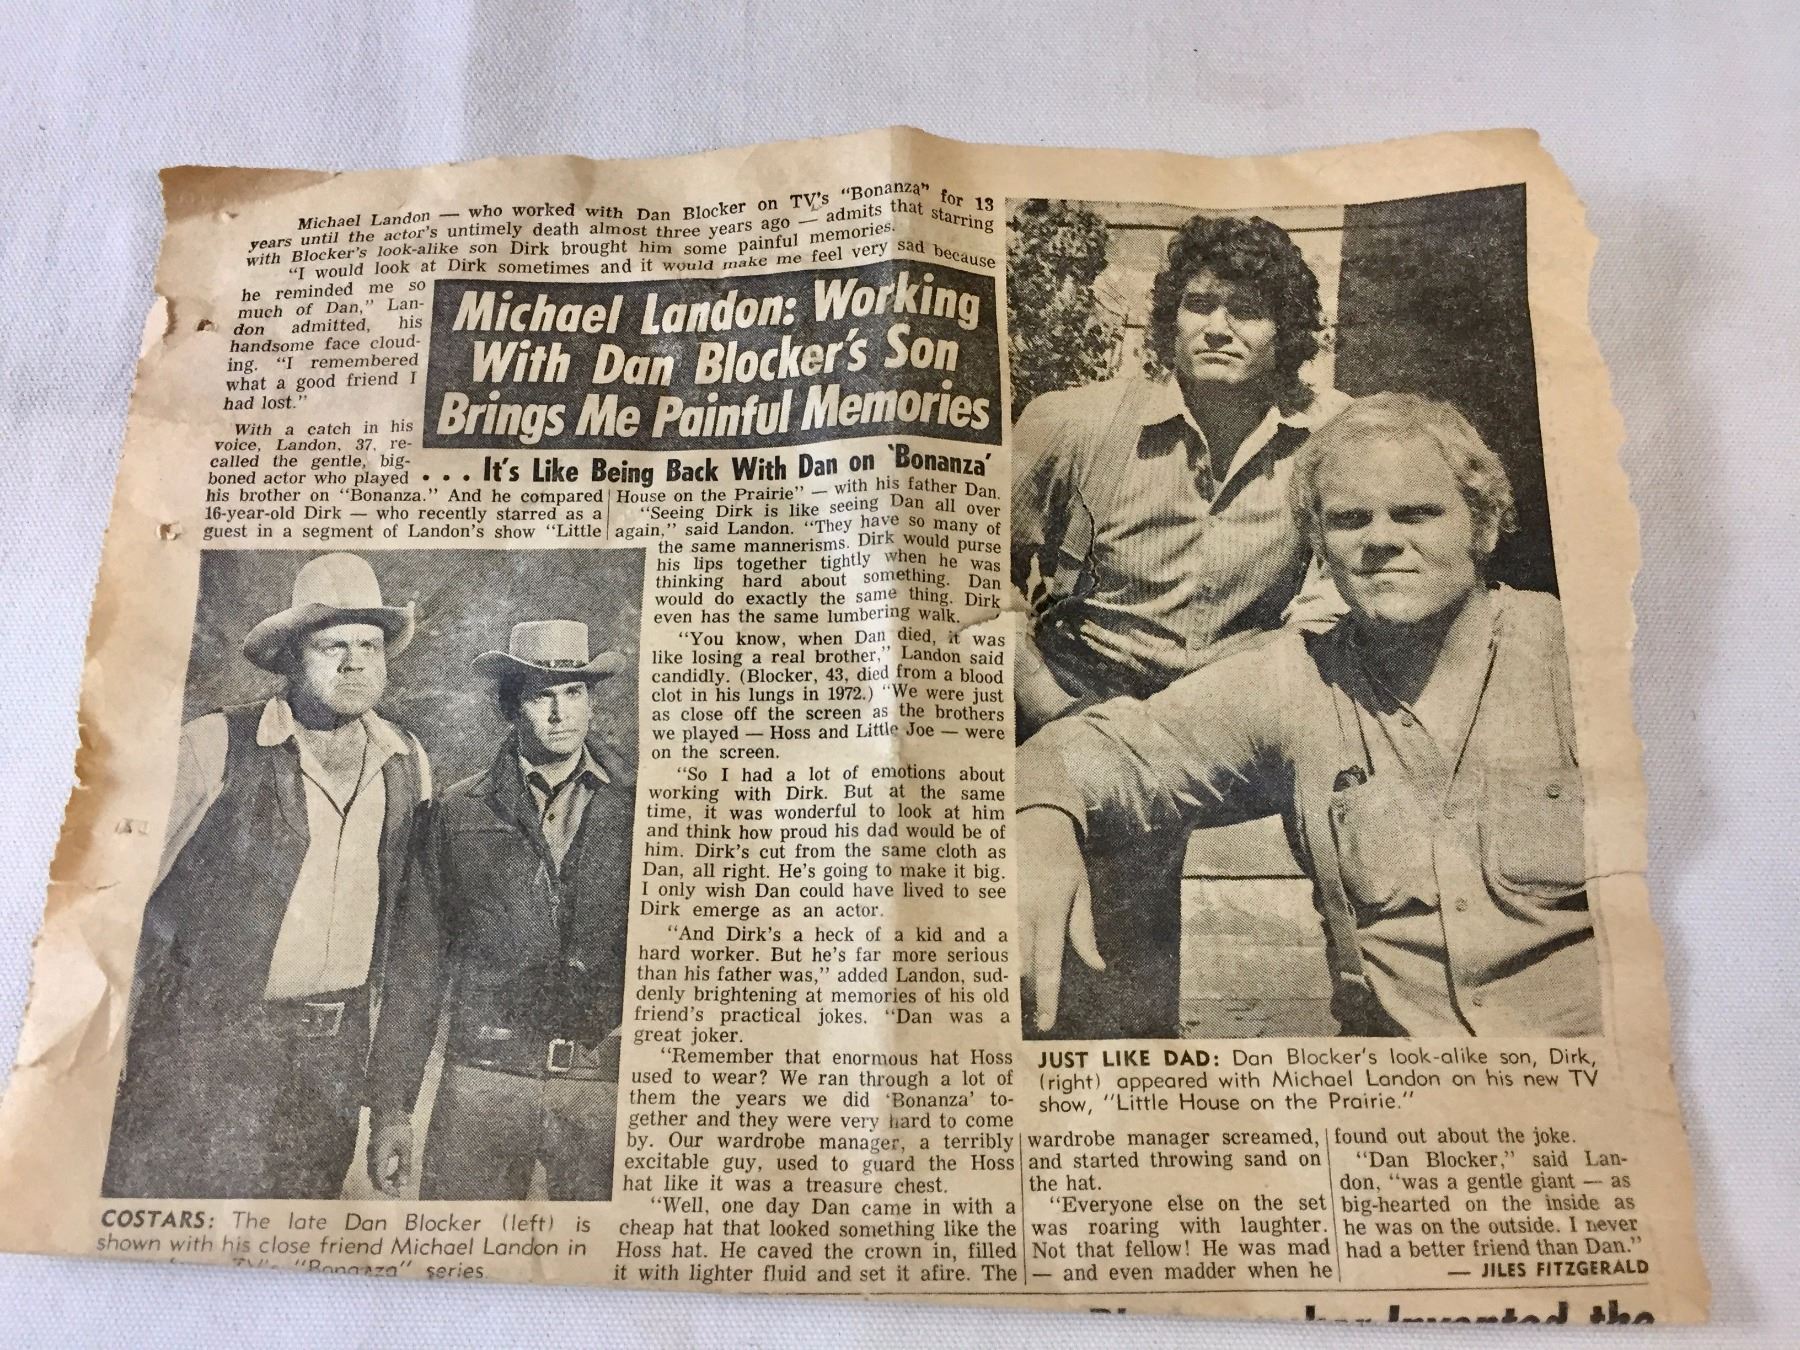 Michael Landon — who worked with Dan Blocker on TV's "Bonanza" for 13
years until the actor's untimely death almost three years ago — admits that starring
with Blocker's look-alike son Dirk brought him some painful memories.
"I would look at Dirk sometimes and it would make me feel very sad because
he reminded me so
much of Dan," Lan-
don admitted, his
handsome face cloud-
ing. "I remembered
what a good friend I
had lost."
Michael Landon: Working
With Dan Blocker's Son
Brings Me Painful Memories
. . . It's Like Being Back With Dan on 'Bonanza'
With a catch in his
voice, Landon, 37, re-
called the gentle, big-
boned actor who played
his brother on "Bonanza." And he compared
16-year-old Dirk — who recently starred as a
guest in a segment of Landon's show "Little
House on the Prairie" — with his father Dan.
"Seeing Dirk is like seeing Dan all over
again," said Landon. "They have so many of
the same mannerisms. Dirk would purse
his lips together tightly when he was
thinking hard about something. Dan
would do exactly the same thing. Dirk
even has the same lumbering walk.
"You know, when Dan died, it was
like losing a real brother," Landon said
candidly. (Blocker, 43, died from a blood
clot in his lungs in 1972.) "We were just
as close off the screen as the brothers
we played — Hoss and Little Joe — were
on the screen.
"So I had a lot of emotions about
working with Dirk. But at the same
time, it was wonderful to look at him
and think how proud his dad would be of
him. Dirk's cut from the same cloth as
Dan, all right. He's going to make it big.
I only wish Dan could have lived to see
Dirk emerge as an actor.
"And Dirk's a heck of a kid and a
hard worker. But he's far more serious
than his father was," added Landon, sud-
denly brightening at memories of his old
friend's practical jokes. "Dan was a
great joker.
"Remember that enormous hat Hoss
used to wear? We ran through a lot of
them the years we did 'Bonanza' to-
gether and they were very hard to come
by. Our wardrobe manager, a terribly
excitable guy, used to guard the Hoss
hat like it was a treasure chest.
"Well, one day Dan came in with a
cheap hat that looked something like the
Hoss hat. He caved the crown in, filled
it with lighter fluid and set it afire. The
wardrobe manager screamed,
and started throwing sand on
the hat.
"Everyone else on the set
was roaring with laughter.
Not that fellow! He was mad
— and even madder when he
found out about the joke.
"Dan Blocker," said Lan-
don, "was a gentle giant — as
big-hearted on the inside as
he was on the outside. I never
had a better friend than Dan."
— JILES FITZGERALD
COSTARS: The late Dan Blocker (left) is
shown with his close friend Michael Landon in
TV's "Bonanza" series
JUST LIKE DAD: Dan Blocker's look-alike son, Dirk,
(right) appeared with Michael Landon on his new TV
show, "Little House on the Prairie."
Invented the